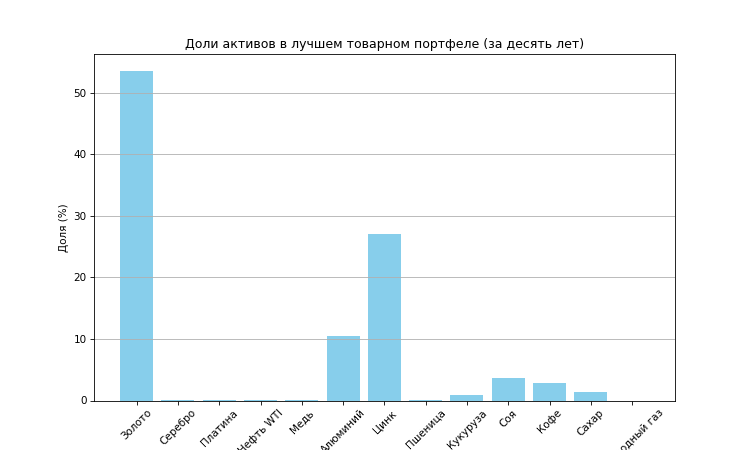 Доли активов в лучшем товарном портфеле (за десять лет)
Доля (%)
50
40
30
20
10
0
Золото
Серебро
Платина
Нефть WTI
Медь
Алюминий
Цинк
Пшеница
Кукуруза
Соя
Кофе
Сахар
газ